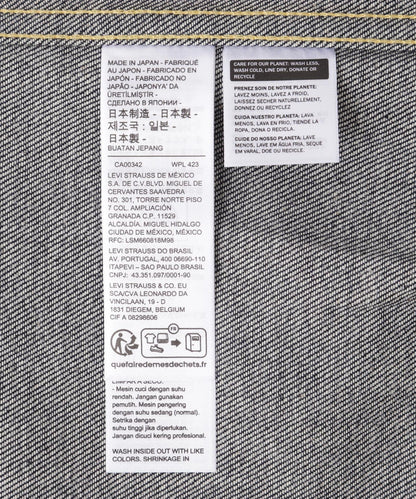 MADE IN JAPAN - FABRIQUÉ
AU JAPON - FABRICADO EN
JAPÓN - FABRICADO NO
JAPÃO - JAPONYA' DA
ÜRETİLMİŞTİR -
СДЕЛАНО В ЯПОНИИ -
日本制造 - 日本製 -
제조국 : 일본 -
日本製 -
BUATAN JEPANG
CA00342 WPL 423
LEVI STRAUSS DE MÉXICO
S.A. DE C.V.BLVD. MIGUEL DE
CERVANTES SAAVEDRA
NO. 301, TORRE NORTE PISO
7 COL. AMPLIACIÓN
GRANADA C.P. 11529
ALCALDÍA, MIGUEL HIDALGO
CIUDAD DE MÉXICO, MÉXICO
RFC: LSM660818M98
LEVI STRAUSS DO BRASIL
AV. PORTUGAL, 400 06690-110
ITAPEVI – SAO PAULO BRASIL
CNPJ: 43.351.097/0001-90
LEVI STRAUSS & CO. EU
SCA/CVA LEONARDO DA
VINCILAAN, 19 - D
1831 DIEGEM, BELGIUM
CIF A 08298606
FR
quefairedemesdechets.fr
LIMPAR A SECO.
- Mesin cuci dengan suhu
rendah. Jangan gunakan
pemutih. Mesin pengering
dengan suhu sedang (normal).
Setrika dengan
suhu tinggi jika diperlukan.
Jangan dicuci kering profesional.
WASH INSIDE OUT WITH LIKE
COLORS. SHRINKAGE IN
CARE FOR OUR PLANET: WASH LESS,
WASH COLD, LINE DRY, DONATE OR
RECYCLE
PRENEZ SOIN DE NOTRE PLANETE:
LAVEZ MOINS, LAVEZ A FROID,
LAISSEZ SECHER NATURELLEMENT,
DONNEZ OU RECYCLEZ
CUIDA NUESTRO PLANETA: LAVA
MENOS, LAVA EN FRIO, TIENDE LA
ROPA, DONA O RECICLA.
CUIDE DO NOSSO PLANETA: LAVE
MENOS, LAVE EM ÁGUA FRIA, SEQUE
EM VARAL, DOE OU RECICLE.